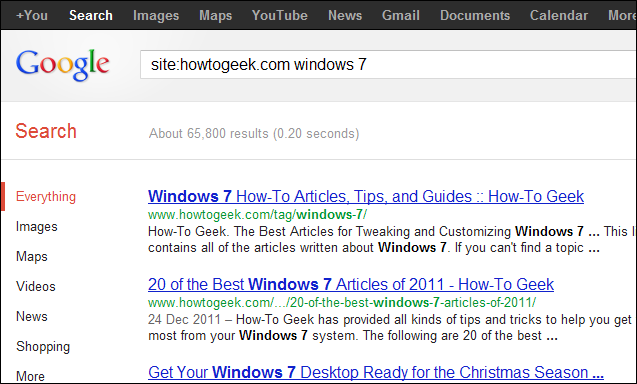 +You Search Images Maps YouTube News Gmail Documents Calendar More
Google
site:howtogeek.com windows 7
Search
About 65,800 results (0.20 seconds)
Everything
Images
Maps
Videos
News
Shopping
More
Windows 7 How-To Articles, Tips, and Guides :: How-To Geek
www.howtogeek.com/tag/windows-7/
How-To Geek. The Best Articles for Tweaking and Customizing Windows 7 ... This li
contains all of the articles written about Windows 7. If you can't find a topic ...
20 of the Best Windows 7 Articles of 2011 - How-To Geek
www.howtogeek.com/.../20-of-the-best-windows-7-articles-of-2011/
24 Dec 2011 – How-To Geek has provided all kinds of tips and tricks to help you get
most from your Windows 7 system. The following are 20 of the best ...
Get Your Windows 7 Desktop Ready for the Christmas Season ...